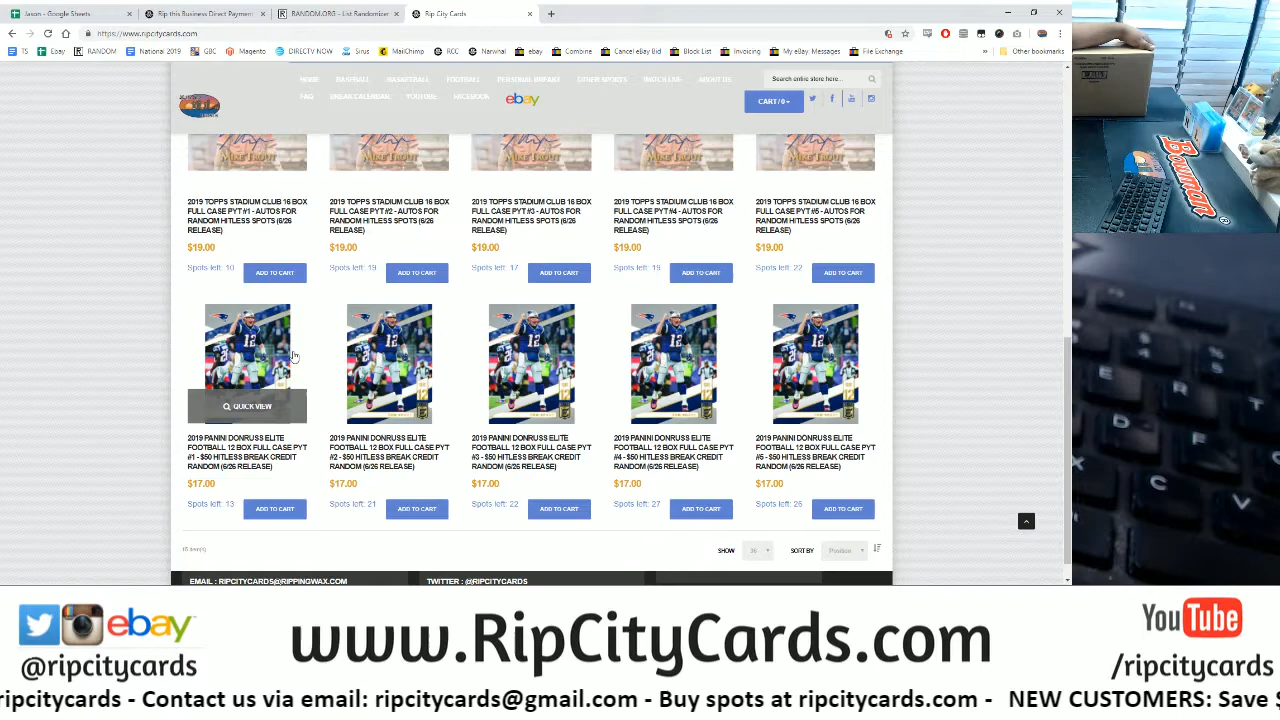 Jason - Google Sheets
Rip this Business Direct Payment
RANDOM.ORG - List Randomizer
Rip City Cards
https://www.ripcitycards.com
TS
Ebay
RANDOM
National 2019
GBC
Magento
DIRECTV NOW
Sirus
MailChimp
RCC
Narwhal
ebay
Combine
Cancel eBay Bid
Block List
Invoicing
My eBay: Messages
File Exchange
»
Other bookmarks
HOME BASEBALL BASKETBALL FOOTBALL PERSONAL BREAKS OTHER SPORTS WATCH LIVE ABOUT US
Search entire store here...
FAQ BREAK CALENDAR YOUTUBE FACEBOOK ebay
CART / 0
MIKE TROUT MIKE TROUT MIKE TROUT MIKE TROUT MIKE TROUT
2019 TOPPS STADIUM CLUB 16 BOX
FULL CASE PYT #1 - AUTOS FOR
RANDOM HITLESS SPOTS (6/26
RELEASE)
$19.00
Spots left: 10
ADD TO CART
2019 TOPPS STADIUM CLUB 16 BOX
FULL CASE PYT #2 - AUTOS FOR
RANDOM HITLESS SPOTS (6/26
RELEASE)
$19.00
Spots left: 19
ADD TO CART
2019 TOPPS STADIUM CLUB 16 BOX
FULL CASE PYT #3 - AUTOS FOR
RANDOM HITLESS SPOTS (6/26
RELEASE)
$19.00
Spots left: 17
ADD TO CART
2019 TOPPS STADIUM CLUB 16 BOX
FULL CASE PYT #4 - AUTOS FOR
RANDOM HITLESS SPOTS (6/26
RELEASE)
$19.00
Spots left: 19
ADD TO CART
2019 TOPPS STADIUM CLUB 16 BOX
FULL CASE PYT #5 - AUTOS FOR
RANDOM HITLESS SPOTS (6/26
RELEASE)
$19.00
Spots left: 22
ADD TO CART
QUICK VIEW
2019 PANINI DONRUSS ELITE
FOOTBALL 12 BOX FULL CASE PYT
#1 - $50 HITLESS BREAK CREDIT
RANDOM (6/26 RELEASE)
$17.00
Spots left: 13
ADD TO CART
2019 PANINI DONRUSS ELITE
FOOTBALL 12 BOX FULL CASE PYT
#2 - $50 HITLESS BREAK CREDIT
RANDOM (6/26 RELEASE)
$17.00
Spots left: 21
ADD TO CART
2019 PANINI DONRUSS ELITE
FOOTBALL 12 BOX FULL CASE PYT
#3 - $50 HITLESS BREAK CREDIT
RANDOM (6/26 RELEASE)
$17.00
Spots left: 22
ADD TO CART
2019 PANINI DONRUSS ELITE
FOOTBALL 12 BOX FULL CASE PYT
#4 - $50 HITLESS BREAK CREDIT
RANDOM (6/26 RELEASE)
$17.00
Spots left: 27
ADD TO CART
2019 PANINI DONRUSS ELITE
FOOTBALL 12 BOX FULL CASE PYT
#5 - $50 HITLESS BREAK CREDIT
RANDOM (6/26 RELEASE)
$17.00
Spots left: 26
ADD TO CART
SHOW 36 SORT BY Position
EMAIL : RIPCITYCARDS@RIPPINGWAX.COM
TWITTER : @RIPCITYCARDS
Bowman
E R T
D F
C V
ebay
@ripcitycards
www.RipCityCards.com
YouTube
/ripcitycards
ripcitycards - Contact us via email: ripcitycards@gmail.com - Buy spots at ripcitycards.com - NEW CUSTOMERS: Save